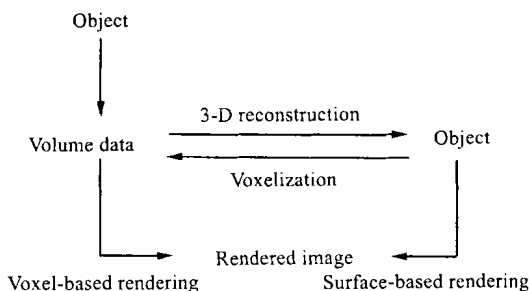 Object
3-D reconstruction
Volume data
Object
Voxelization
Rendered image
Voxel-based rendering
Surface-based rendering